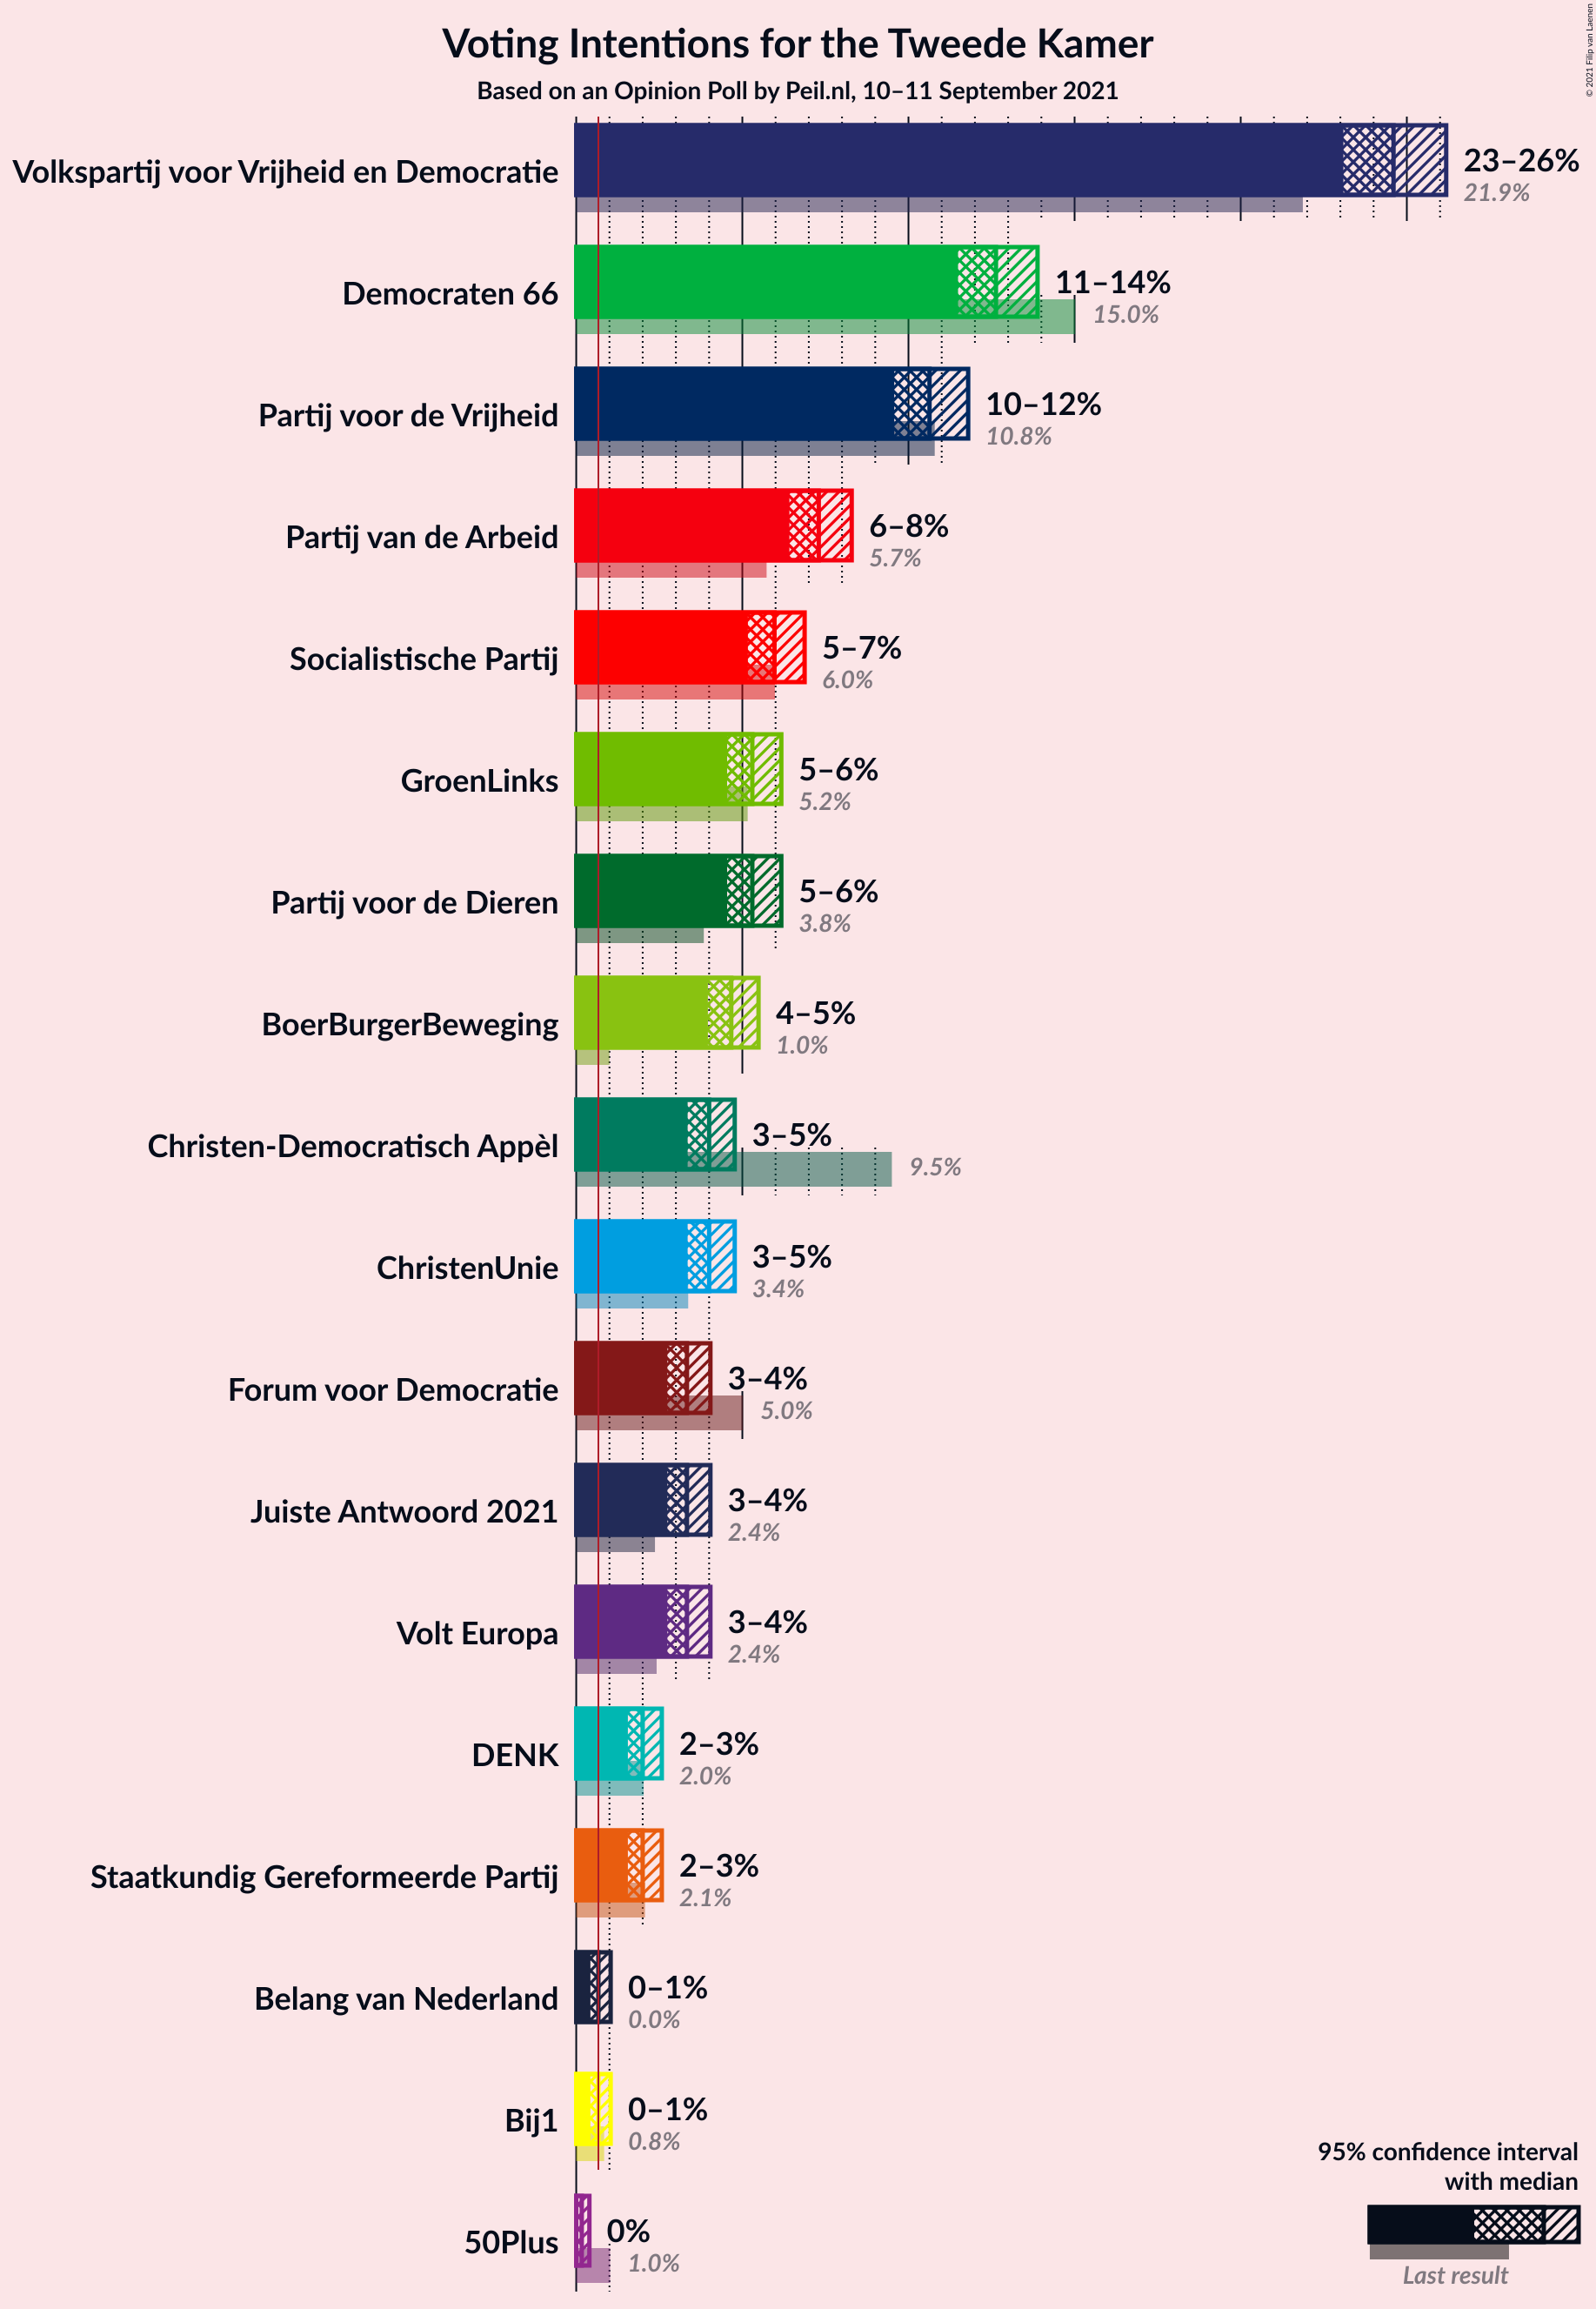 Voting Intentions for the Tweede Kamer
Based on an Opinion Poll by Peil.nl, 10–11 September 2021
© 2021 Filip van Laenen
Volkspartij voor Vrijheid en Democratie
23–26%
21.9%
Democraten 66
11–14%
15.0%
Partij voor de Vrijheid
10–12%
10.8%
Partij van de Arbeid
6–8%
5.7%
Socialistische Partij
5–7%
6.0%
GroenLinks
5–6%
5.2%
Partij voor de Dieren
5–6%
3.8%
BoerBurgerBeweging
4–5%
1.0%
Christen-Democratisch Appèl
3–5%
9.5%
ChristenUnie
3–5%
3.4%
Forum voor Democratie
3–4%
5.0%
Juiste Antwoord 2021
3–4%
2.4%
Volt Europa
3–4%
2.4%
DENK
2–3%
2.0%
Staatkundig Gereformeerde Partij
2–3%
2.1%
Belang van Nederland
0–1%
0.0%
Bij1
0–1%
0.8%
50Plus
0%
1.0%
95% confidence interval
with median
Last result